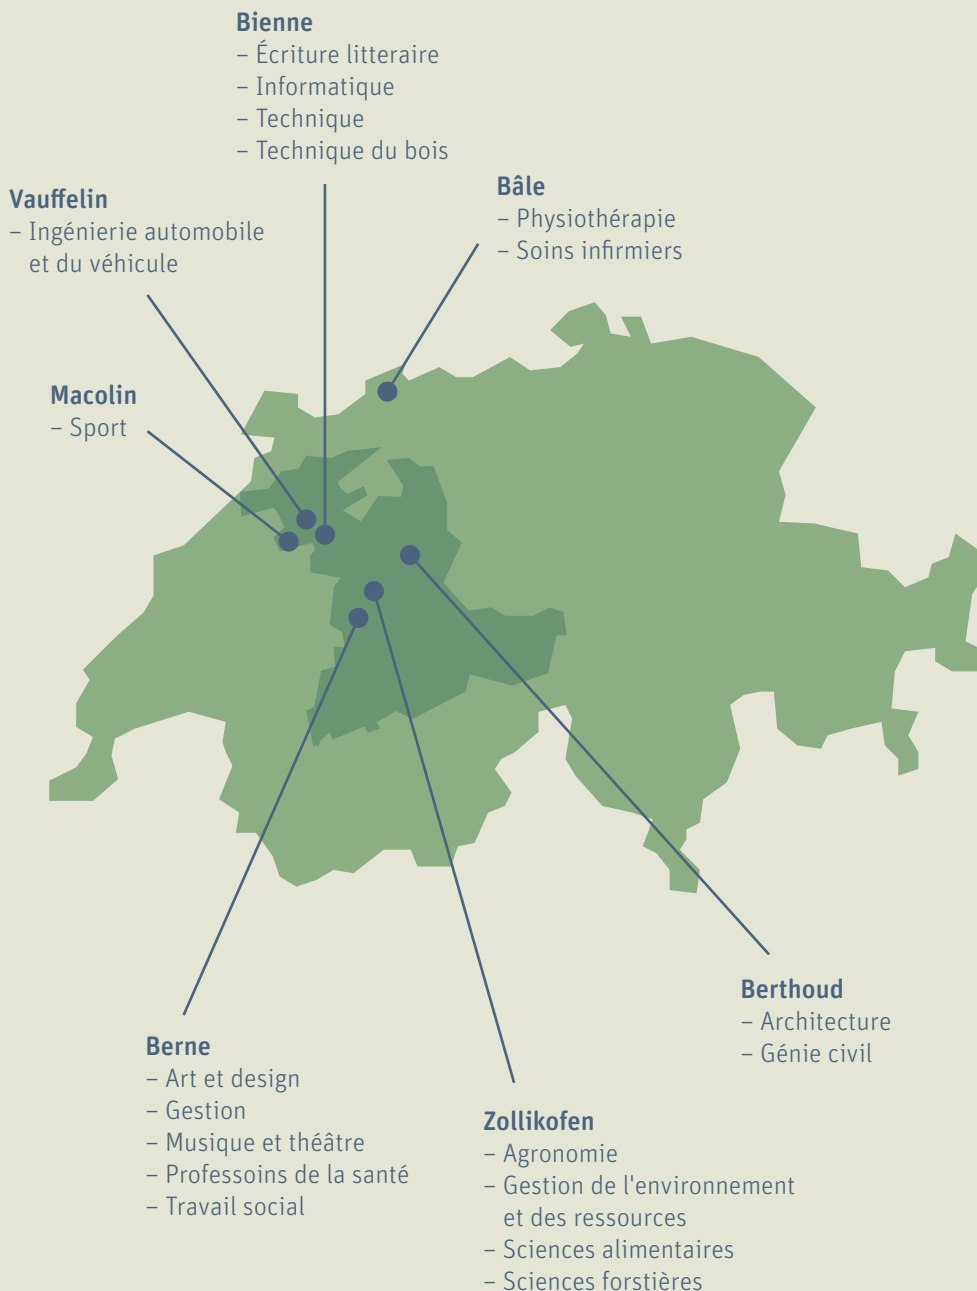 Bienne
– Écriture litteraire
– Informatique
– Technique
– Technique du bois
Vauffelin
– Ingénierie automobile
et du véhicule
Bâle
– Physiothérapie
– Soins infirmiers
Macolin
– Sport
Berthoud
– Architecture
– Génie civil
Berne
– Art et design
– Gestion
– Musique et théâtre
– Professoins de la santé
– Travail social
Zollikofen
– Agronomie
– Gestion de l'environnement
et des ressources
– Sciences alimentaires
– Sciences forstières